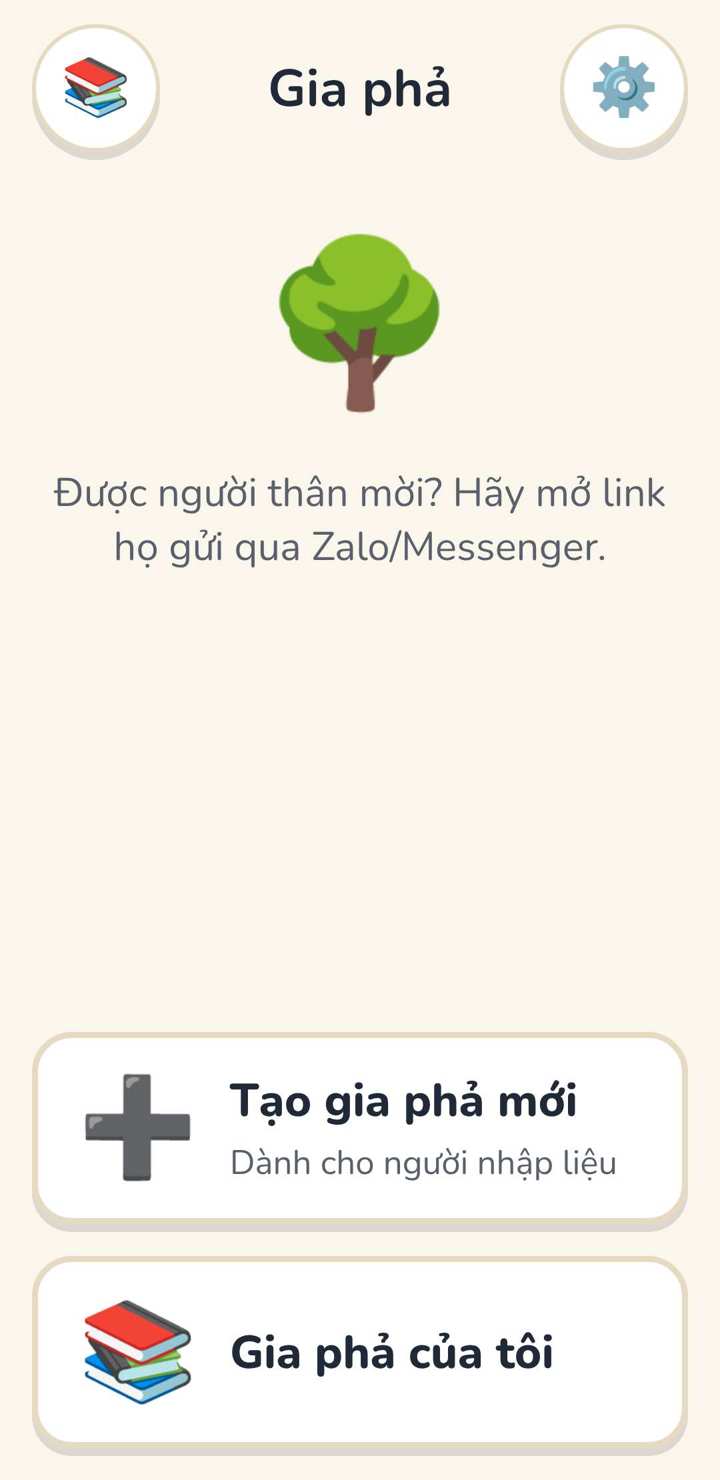 Gia phả
Được người thân mời? Hãy mở link
họ gửi qua Zalo/Messenger.
Tạo gia phả mới
Dành cho người nhập liệu
Gia phả của tôi